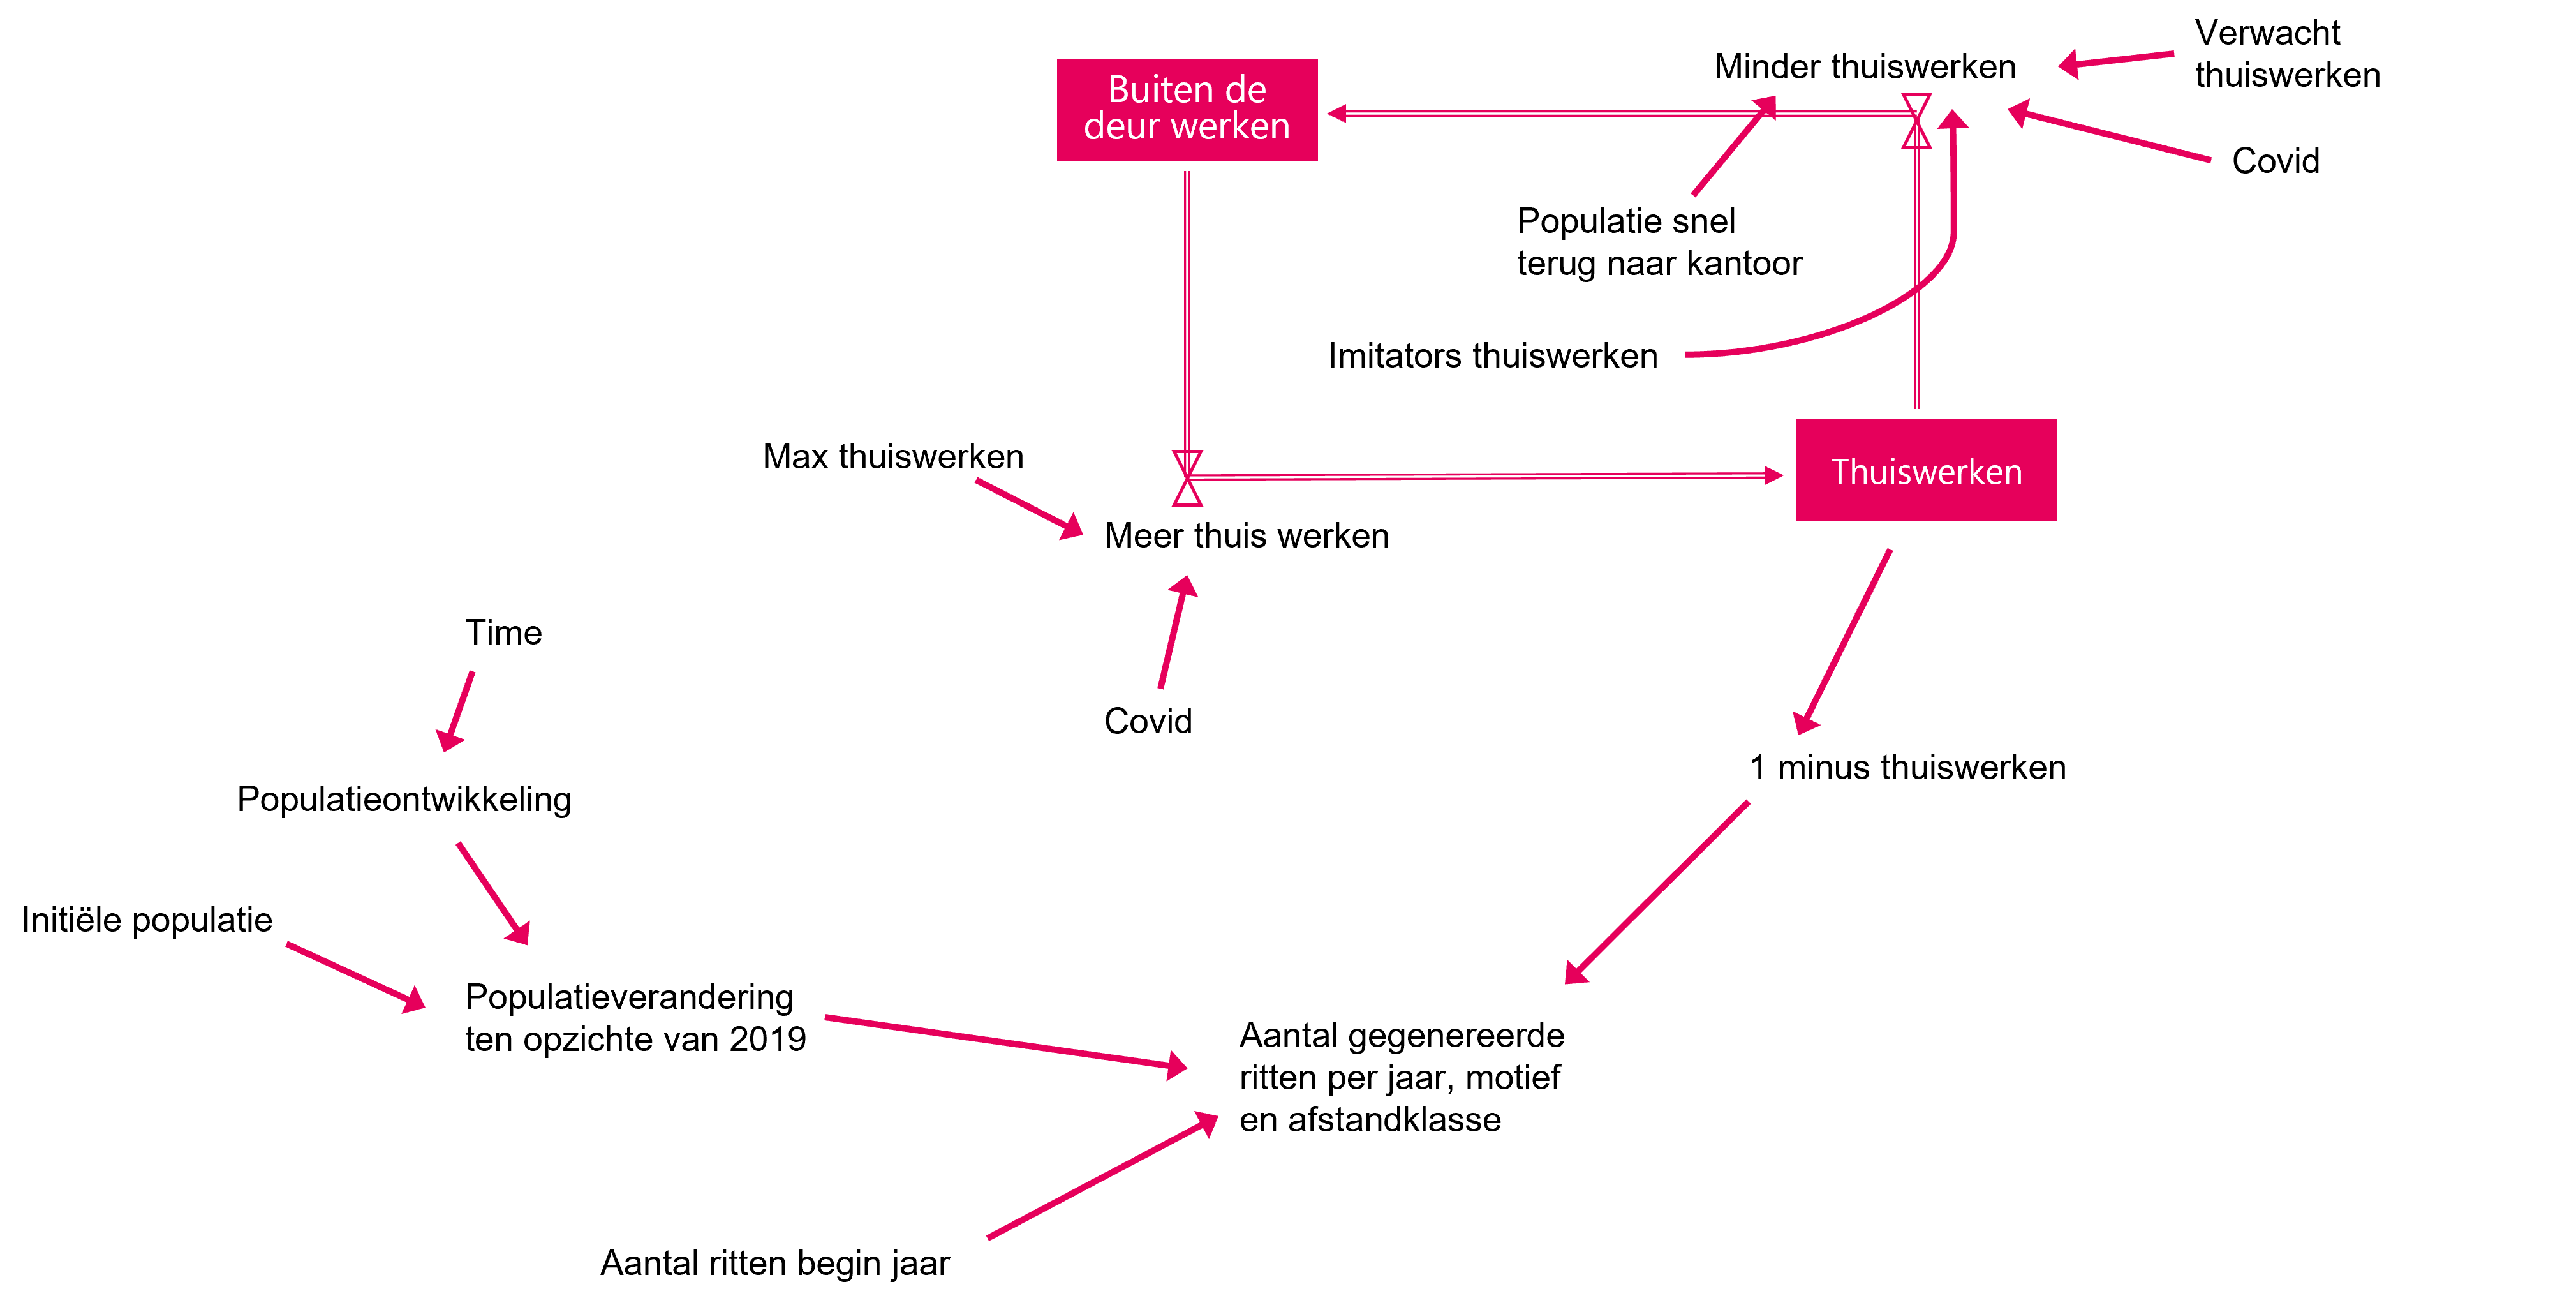 Verwacht
thuiswerken
Minder thuiswerken
Buiten de
deur werken
Covid
Populatie snel
terug naar kantoor
Imitators thuiswerken
Max thuiswerken
Thuiswerken
Meer thuis werken
Time
Covid
1 minus thuiswerken
Populatieontwikkeling
Initiële populatie
Populatieverandering
ten opzichte van 2019
Aantal gegenereerde
ritten per jaar, motief
en afstandklasse
Aantal ritten begin jaar